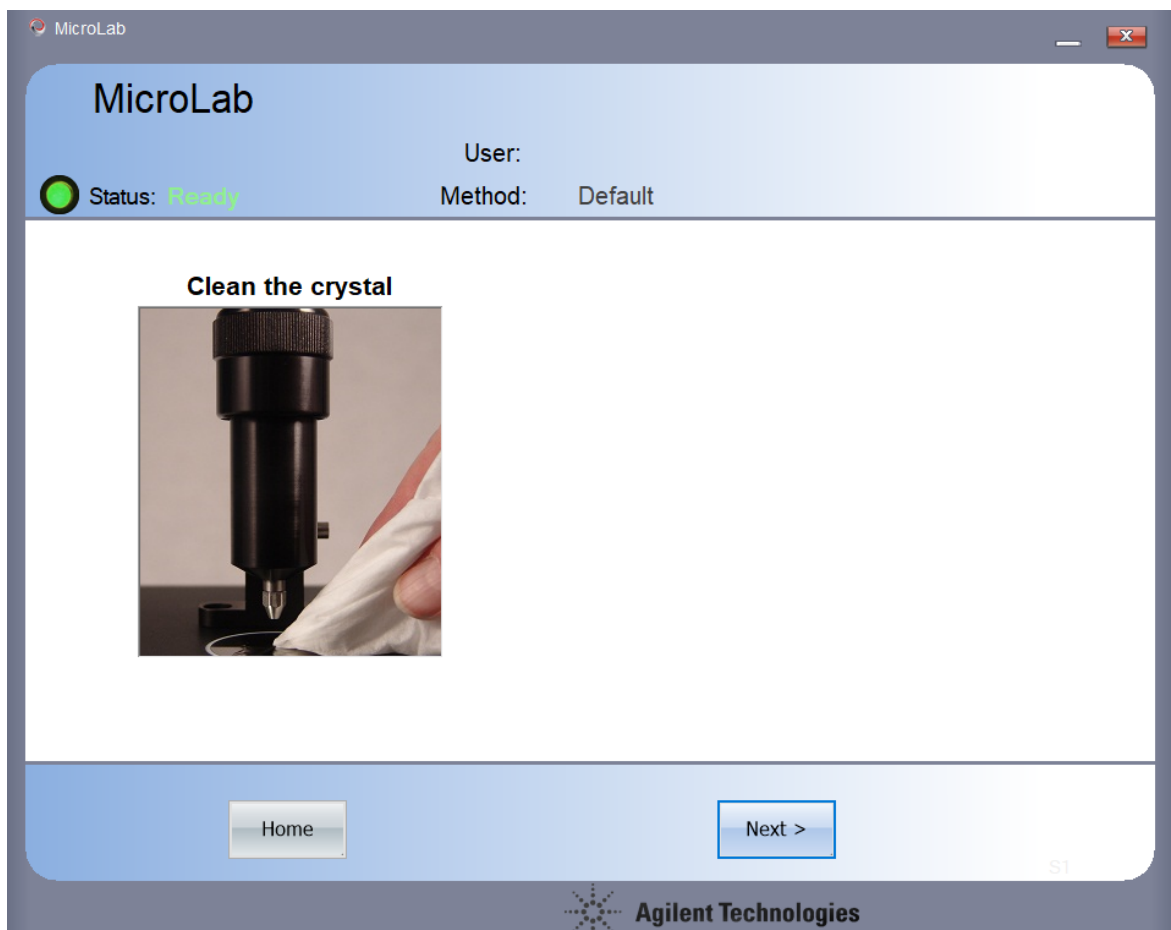 MicroLab
MicroLab
User:
Status: Ready
Method: Default
Clean the crystal
Home
Next >
S1
Agilent Technologies